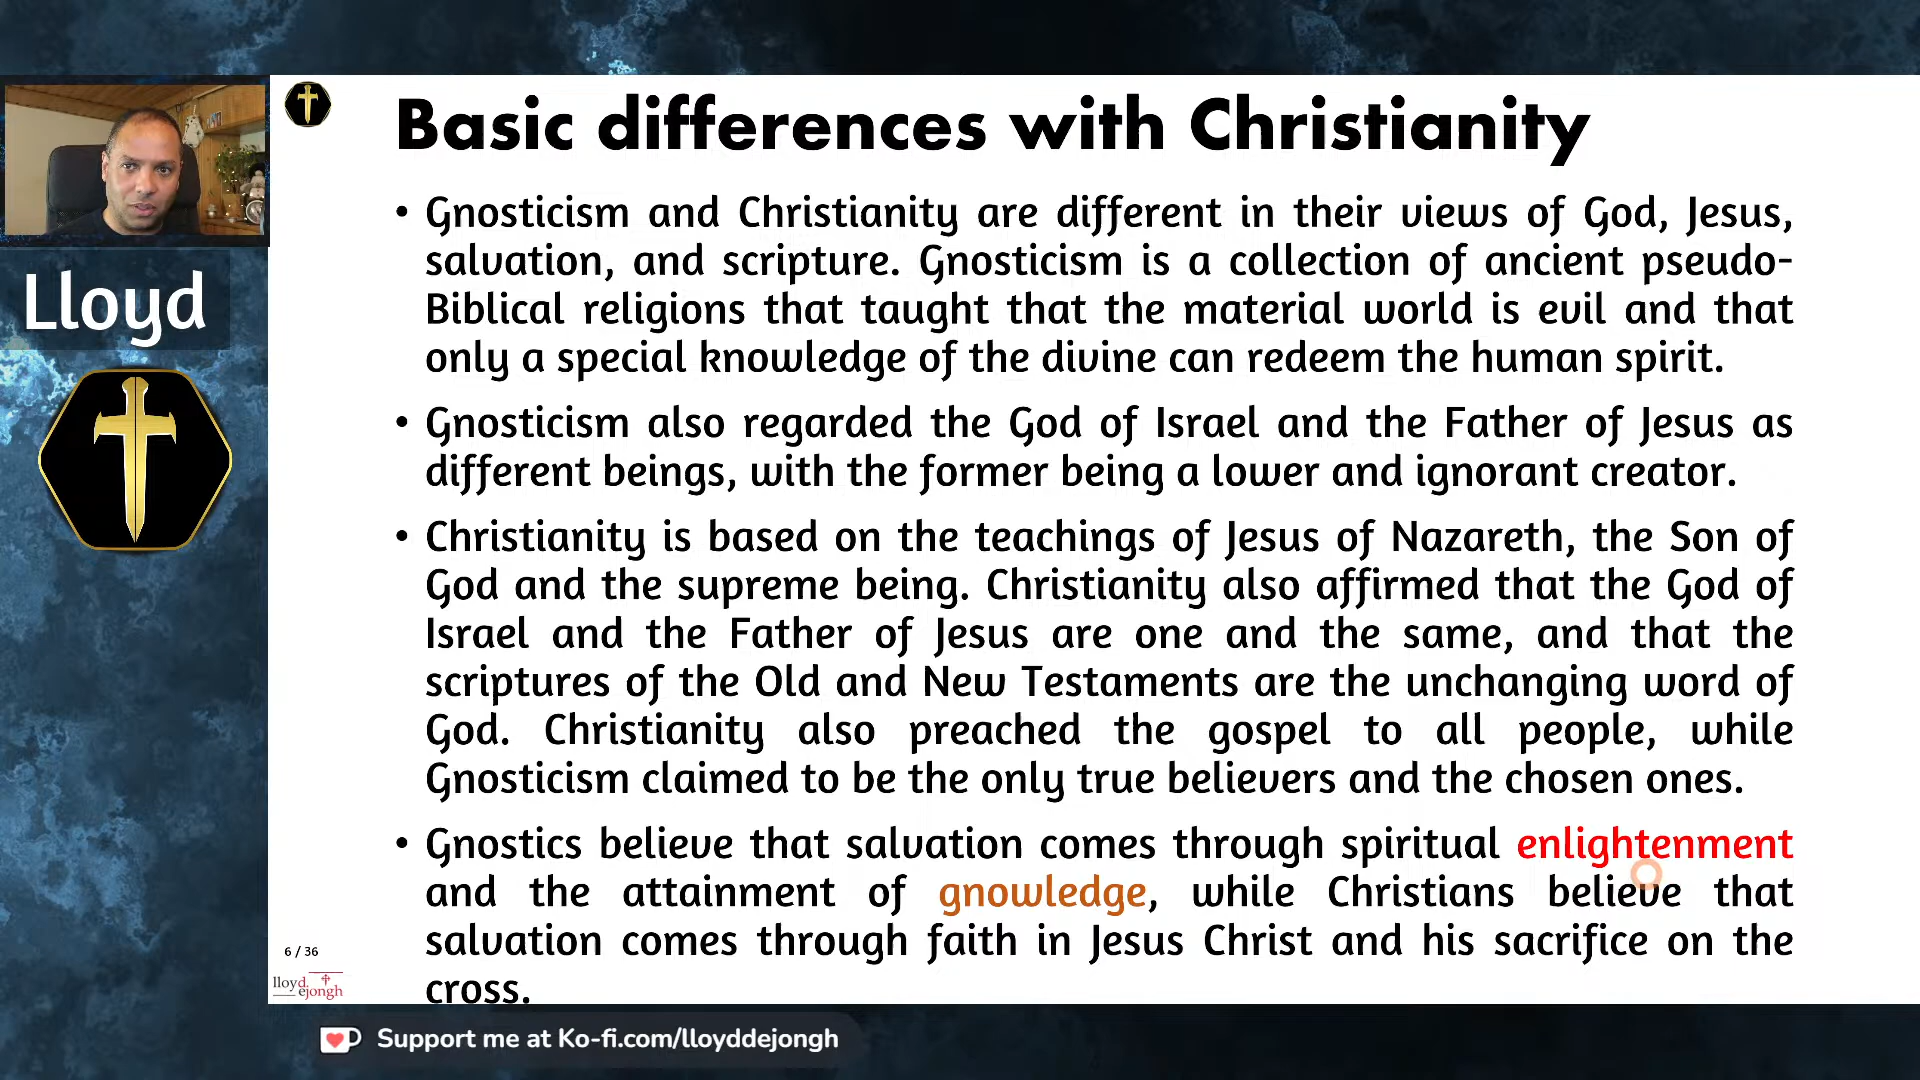 Basic differences with Christianity
Lloyd
• Gnosticism and Christianity are different in their views of God, Jesus,
salvation, and scripture. Gnosticism is a collection of ancient pseudo-
Biblical religions that taught that the material world is evil and that
only a special knowledge of the divine can redeem the human spirit.
• Gnosticism also regarded the God of Israel and the Father of Jesus as
different beings, with the former being a lower and ignorant creator.
• Christianity is based on the teachings of Jesus of Nazareth, the Son of
God and the supreme being. Christianity also affirmed that the God of
Israel and the Father of Jesus are one and the same, and that the
scriptures of the Old and New Testaments are the unchanging word of
God. Christianity also preached the gospel to all people, while
Gnosticism claimed to be the only true believers and the chosen ones.
• Gnostics believe that salvation comes through spiritual enlightenment
and the attainment of gnowledge, while Christians believe that
salvation comes through faith in Jesus Christ and his sacrifice on the
cross.
6 / 36
lloyd.
ejongh
Support me at Ko-fi.com/lloyddejongh